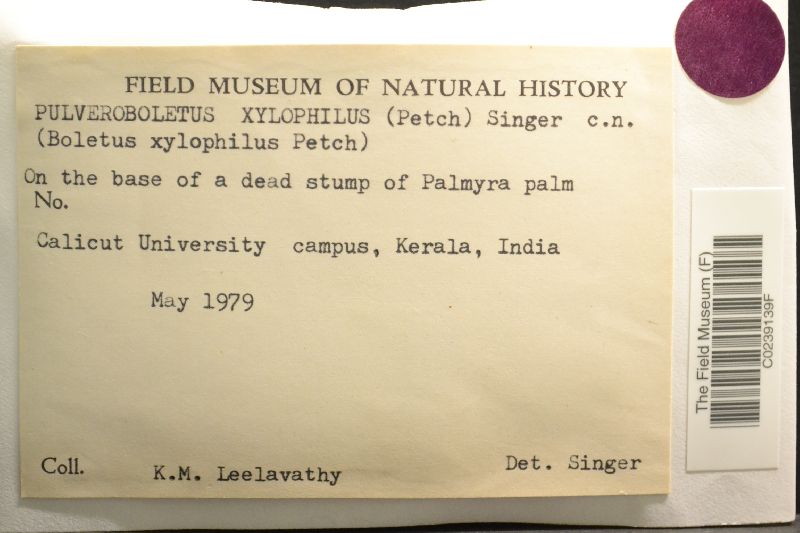 FIELD MUSEUM OF NATURAL HISTORY
PULVEROBOLETUS XYLOPHILUS (Petch) Singer c.n.
(Boletus xylophilus Petch)
On the base of a dead stump of Palmyra palm
No.
Calicut University campus, Kerala, India
May 1979
Coll. K.M. Leelavathy
Det. Singer
The Field Museum (F)
C0239139F